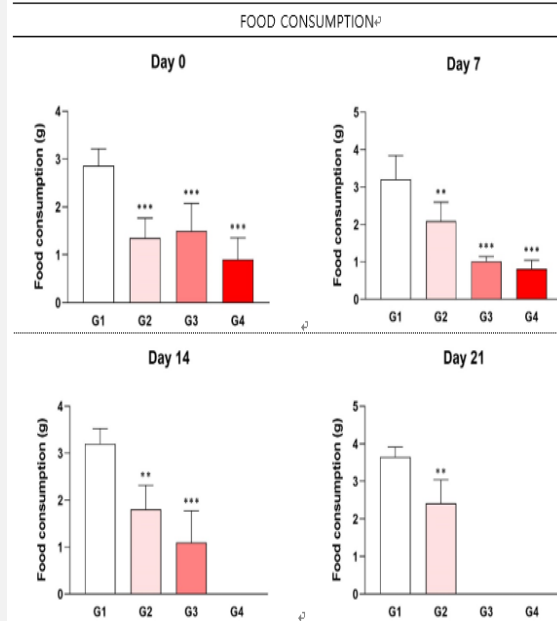 FOOD CONSUMPTION↵
Day 0
Day 7
Food consumption (g)
4
3
2
1
0
***
***
***
G1 G2 G3 G4
Food consumption (g)
5
4
3
2
1
0
**
***
***
G1 G2 G3 G4
↵
Day 14
Day 21
Food consumption (g)
4
3
2
1
0
**
***
G1 G2 G3 G4
Food consumption (g)
5
4
3
2
1
0
**
G1 G2 G3 G4
↵